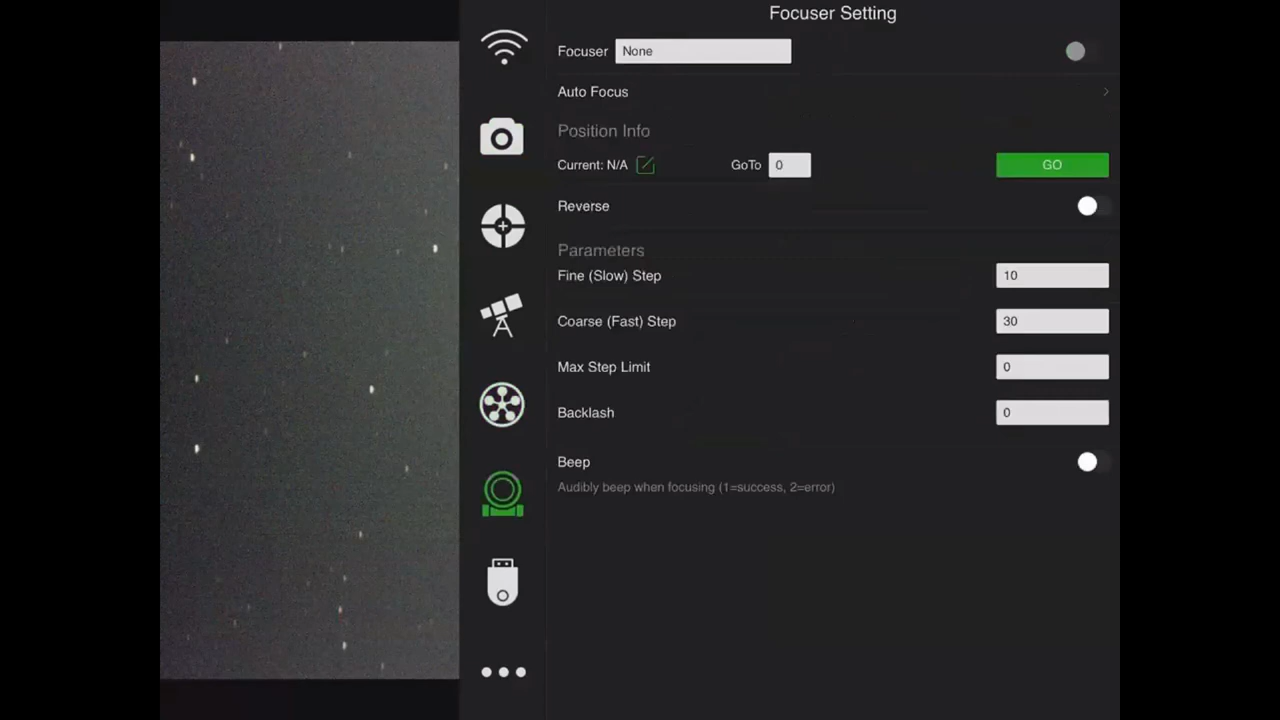 Focuser Setting
Focuser None
Auto Focus
Position Info
Current: N/A GoTo 0 GO
Reverse
Parameters
Fine (Slow) Step 10
Coarse (Fast) Step 30
Max Step Limit 0
Backlash 0
Beep
Audibly beep when focusing (1=success, 2=error)